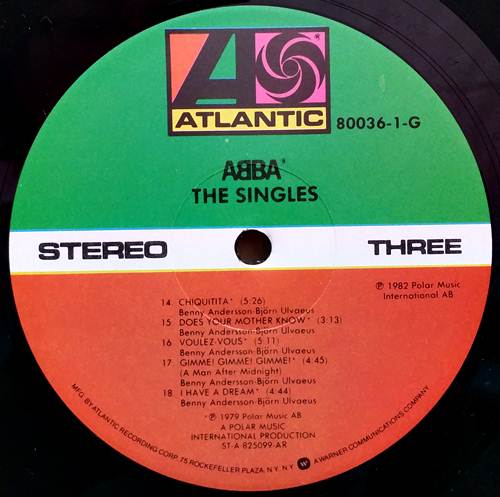 ATLANTIC
80036-1-G
ABBA*
THE SINGLES
STEREO
THREE
℗ 1982 Polar Music
International AB
14. CHIQUITITA* (5:26)
Benny Andersson-Björn Ulvaeus
15. DOES YOUR MOTHER KNOW* (3:13)
Benny Andersson-Björn Ulvaeus
16. VOULEZ-VOUS* (5:11)
Benny Andersson-Björn Ulvaeus
17. GIMME! GIMME! GIMME!* (4:45)
(A Man After Midnight)
Benny Andersson-Björn Ulvaeus
18. I HAVE A DREAM* (4:44)
Benny Andersson-Björn Ulvaeus
*℗ 1979 Polar Music AB
A POLAR MUSIC
INTERNATIONAL PRODUCTION
ST-A 825099-AR
MFG. BY ATLANTIC RECORDING CORP. 75 ROCKEFELLER PLAZA. N.Y. N.Y. A WARNER COMMUNICATIONS COMPANY